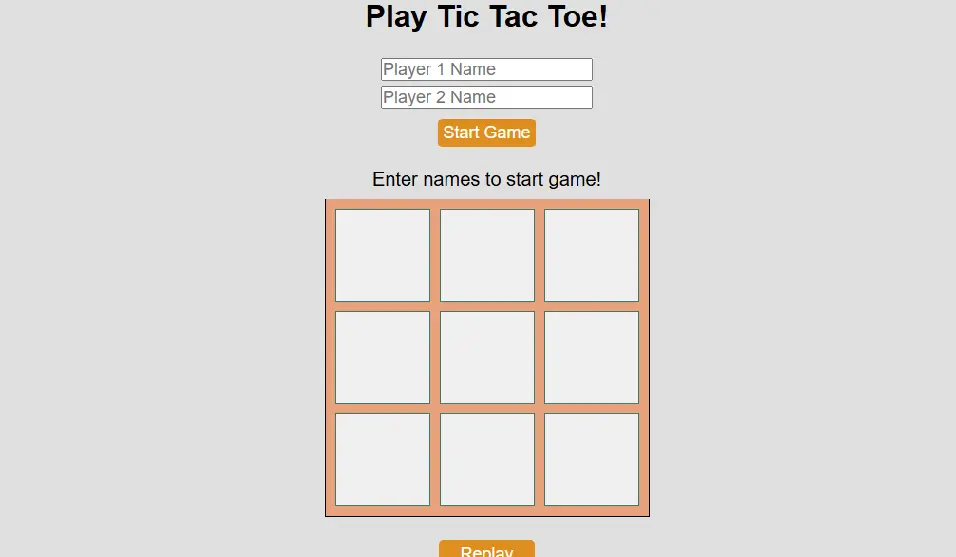 Play Tic Tac Toe!
Player 1 Name
Player 2 Name
Start Game
Enter names to start game!
Replay